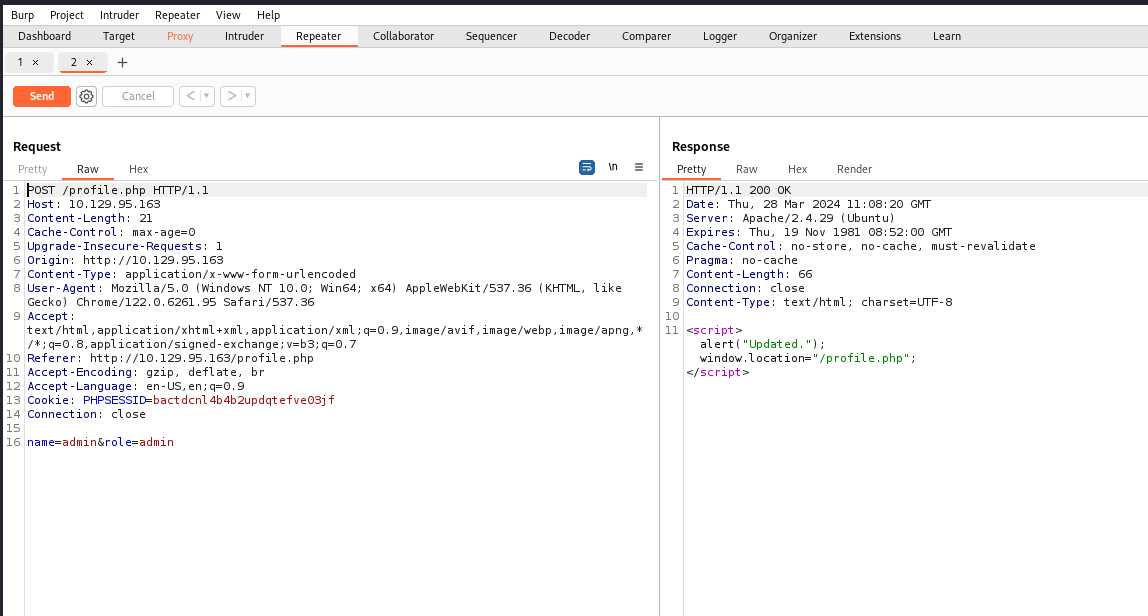 Burp Project Intruder Repeater View Help
Dashboard Target Proxy Intruder Repeater Collaborator Sequencer Decoder Comparer Logger Organizer Extensions Learn
1 × 2 × +
Send Cancel < >
Request
Pretty Raw Hex \n
1 POST /profile.php HTTP/1.1
2 Host: 10.129.95.163
3 Content-Length: 21
4 Cache-Control: max-age=0
5 Upgrade-Insecure-Requests: 1
6 Origin: http://10.129.95.163
7 Content-Type: application/x-www-form-urlencoded
8 User-Agent: Mozilla/5.0 (Windows NT 10.0; Win64; x64) AppleWebKit/537.36 (KHTML, like
Gecko) Chrome/122.0.6261.95 Safari/537.36
9 Accept:
text/html,application/xhtml+xml,application/xml;q=0.9,image/avif,image/webp,image/apng,*
/*;q=0.8,application/signed-exchange;v=b3;q=0.7
10 Referer: http://10.129.95.163/profile.php
11 Accept-Encoding: gzip, deflate, br
12 Accept-Language: en-US,en;q=0.9
13 Cookie: PHPSESSID=bactdcnl4b4b2updqtefve03jf
14 Connection: close
15
16 name=admin&role=admin
Response
Pretty Raw Hex Render
1 HTTP/1.1 200 OK
2 Date: Thu, 28 Mar 2024 11:08:20 GMT
3 Server: Apache/2.4.29 (Ubuntu)
4 Expires: Thu, 19 Nov 1981 08:52:00 GMT
5 Cache-Control: no-store, no-cache, must-revalidate
6 Pragma: no-cache
7 Content-Length: 66
8 Connection: close
9 Content-Type: text/html; charset=UTF-8
10
11 <script>
alert("Updated.");
window.location="/profile.php";
</script>